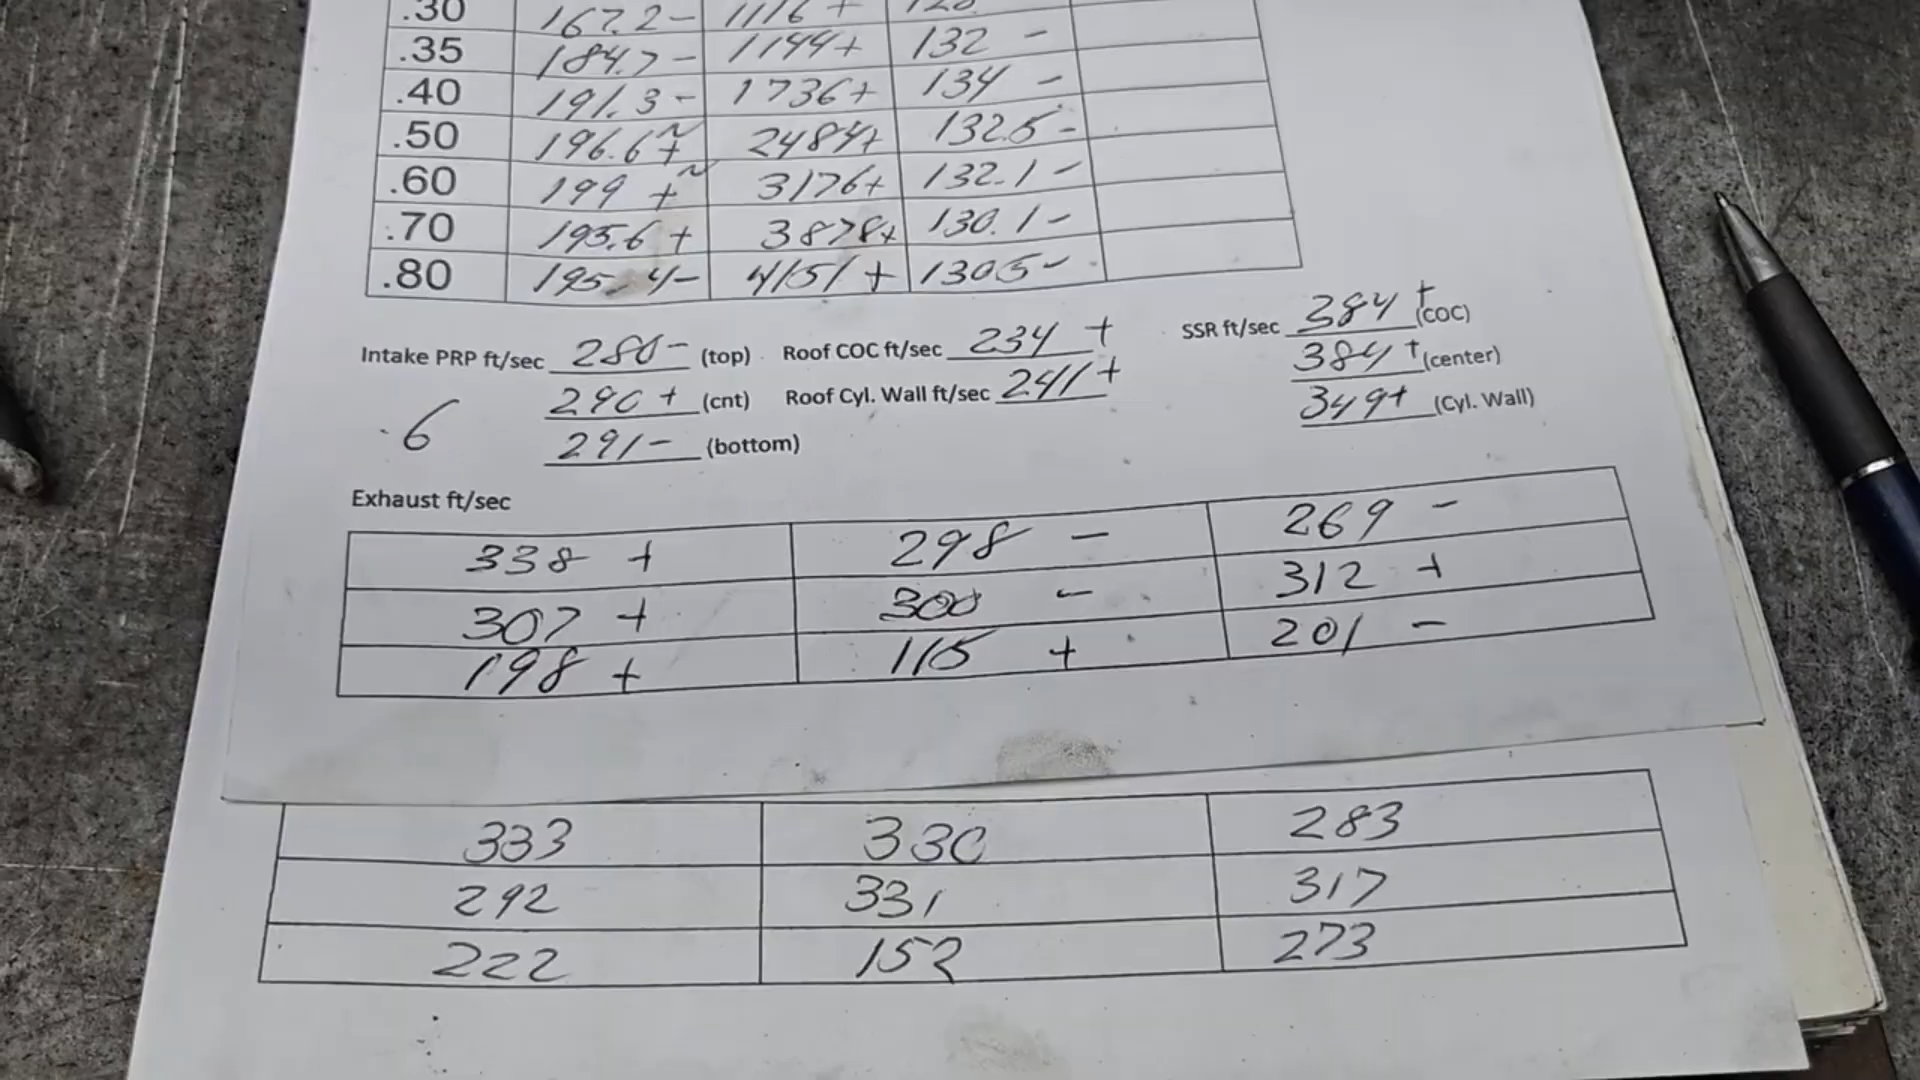 .30 167.2- 1116+
.35 184.7- 1144+ 132 -
.40 191.3- 1736+ 134 -
.50 196.6+~ 2484+ 132.5-
.60 199 +~ 3176+ 132.1-
.70 195.6+ 3878+ 130.1-
.80 195.4- 4151+ 130.5-
Intake PRP ft/sec 280- (top) Roof COC ft/sec 234 + SSR ft/sec 384+ (COC)
290+ (cnt) Roof Cyl. Wall ft/sec 241+ 384+ (center)
.6 291- (bottom) 349+ (Cyl. Wall)
Exhaust ft/sec
338 + 298 - 269 -
307 + 300 - 312 +
198 + 115 + 201 -
333 330 283
292 331 317
222 152 273